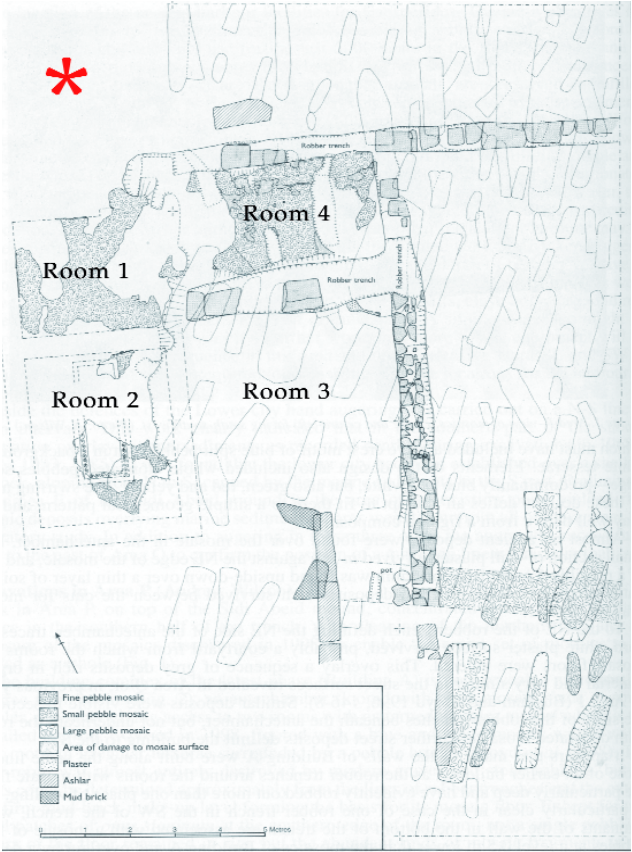 *
Robber trench
Room 4
Room 1
Robber trench
Robber trench
Room 2
Room 3
pot
Fine pebble mosaic
Small pebble mosaic
Large pebble mosaic
Area of damage to mosaic surface
Plaster
Ashlar
Mud brick
0 1 2 3 4 5 Metres